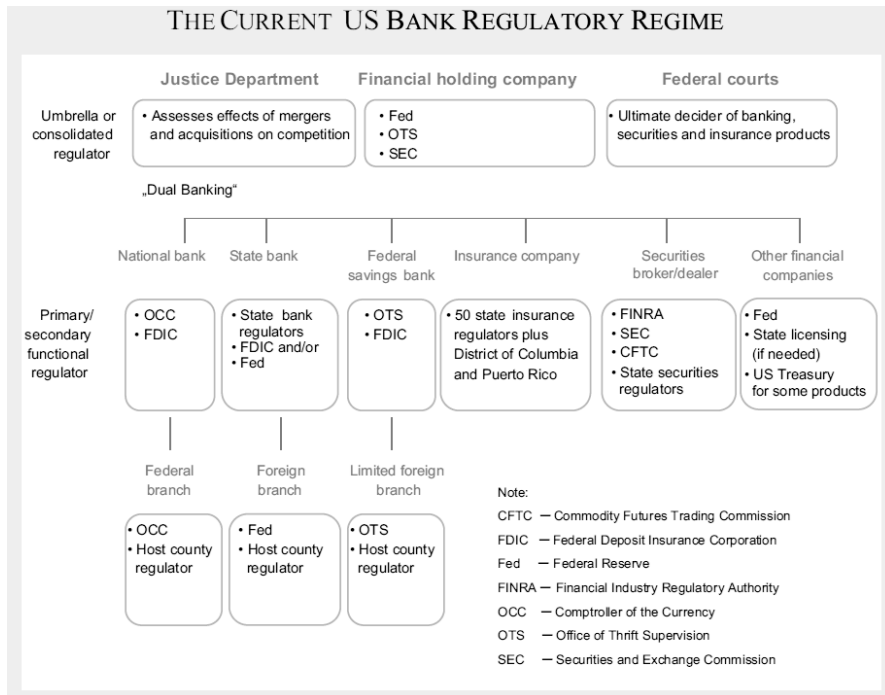 THE CURRENT US BANK REGULATORY REGIME
Justice Department
Financial holding company
Federal courts
Umbrella or
consolidated
regulator
• Assesses effects of mergers
and acquisitions on competition
• Fed
• OTS
• SEC
• Ultimate decider of banking,
securities and insurance products
„Dual Banking“
National bank
State bank
Federal
savings bank
Insurance company
Securities
broker/dealer
Other financial
companies
Primary/
secondary
functional
regulator
• OCC
• FDIC
• State bank
regulators
• FDIC and/or
• Fed
• OTS
• FDIC
• 50 state insurance
regulators plus
District of Columbia
and Puerto Rico
• FINRA
• SEC
• CFTC
• State securities
regulators
• Fed
• State licensing
(if needed)
• US Treasury
for some products
Federal
branch
Foreign
branch
Limited foreign
branch
• OCC
• Host county
regulator
• Fed
• Host county
regulator
• OTS
• Host county
regulator
Note:
CFTC — Commodity Futures Trading Commission
FDIC — Federal Deposit Insurance Corporation
Fed — Federal Reserve
FINRA — Financial Industry Regulatory Authority
OCC — Comptroller of the Currency
OTS — Office of Thrift Supervision
SEC — Securities and Exchange Commission